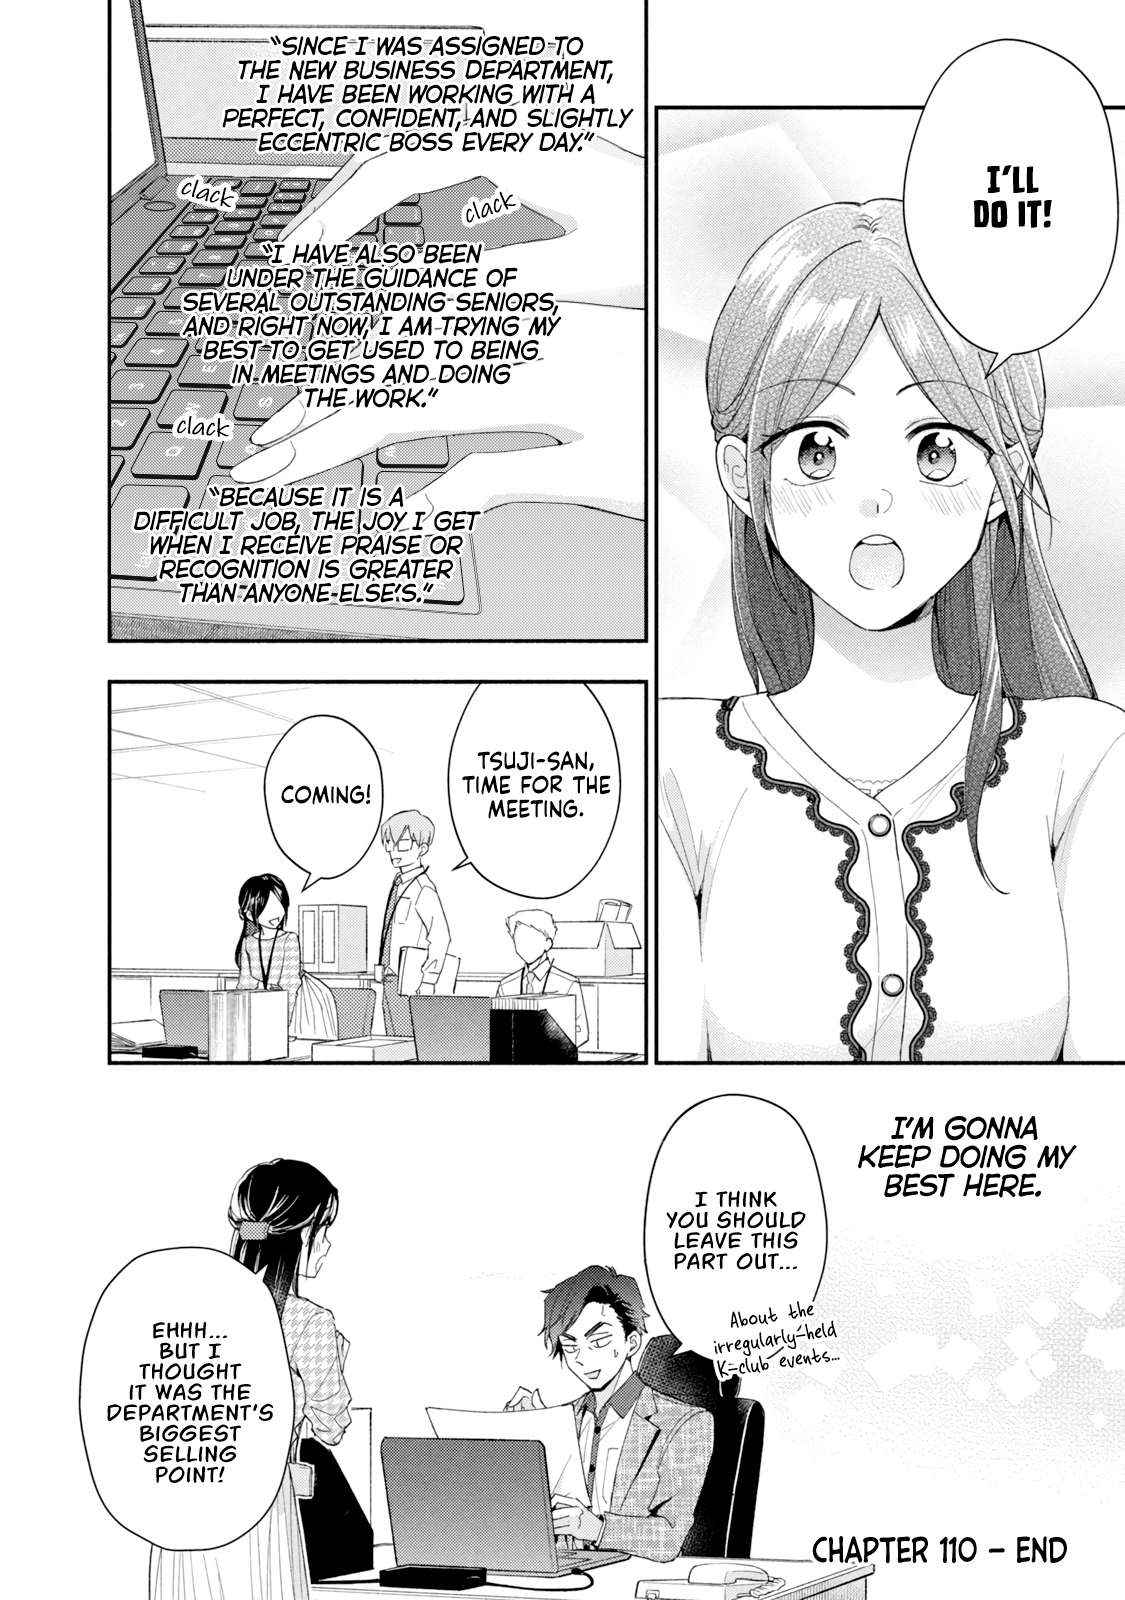 I'LL
DO IT!
"SINCE I WAS ASSIGNED TO
THE NEW BUSINESS DEPARTMENT,
I HAVE BEEN WORKING WITH A
PERFECT, CONFIDENT, AND SLIGHTLY
ECCENTRIC BOSS EVERY DAY."
clack
clack
"I HAVE ALSO BEEN
UNDER THE GUIDANCE OF
SEVERAL OUTSTANDING SENIORS,
AND RIGHT NOW, I AM TRYING MY
BEST TO GET USED TO BEING
IN MEETINGS AND DOING
THE WORK."
clack
"BECAUSE IT IS A
DIFFICULT JOB, THE JOY I GET
WHEN I RECEIVE PRAISE OR
RECOGNITION IS GREATER
THAN ANYONE ELSE'S."
TSUJI-SAN,
TIME FOR THE
MEETING.
COMING!
I'M GONNA
KEEP DOING MY
BEST HERE.
I THINK
YOU SHOULD
LEAVE THIS
PART OUT...
About the
irregularly-held
K-club events...
EHHH...
BUT I
THOUGHT
IT WAS THE
DEPARTMENT'S
BIGGEST
SELLING
POINT!
CHAPTER 110 - END